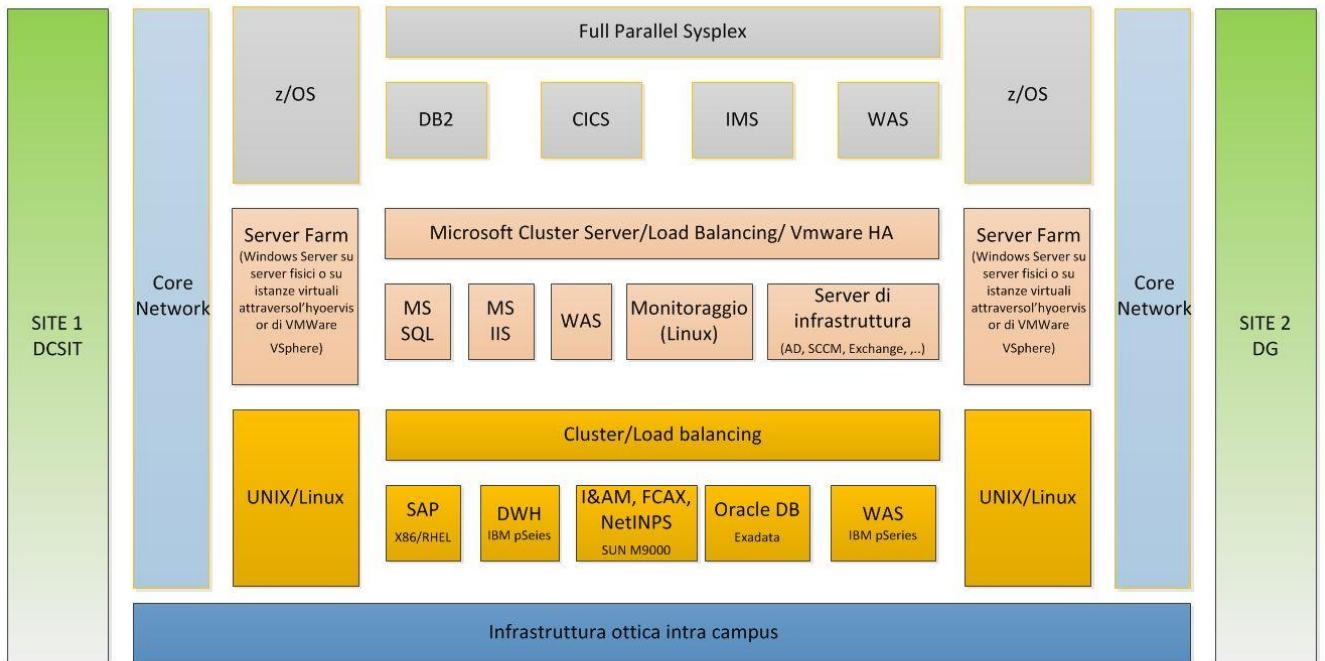 Full Parallel Sysplex
z/OS
DB2
CICS
IMS
WAS
z/OS
SITE 1
DCSIT
Core
Network
Server Farm
(Windows Server su
server fisici o su
istanze virtuali
attraversol'hyoervis
or di VMWare
VSphere)
Microsoft Cluster Server/Load Balancing/ Vmware HA
MS
SQL
MS
IIS
WAS
Monitoraggio
(Linux)
Server di
infrastruttura
(AD, SCCM, Exchange, ,..)
Server Farm
(Windows Server su
server fisici o su
istanze virtuali
attraversol'hyoervis
or di VMWare
VSphere)
Core
Network
SITE 2
DG
UNIX/Linux
Cluster/Load balancing
SAP
X86/RHEL
DWH
IBM pSeies
I&AM, FCAX,
NetINPS
SUN M9000
Oracle DB
Exadata
WAS
IBM pSeries
UNIX/Linux
Infrastruttura ottica intra campus